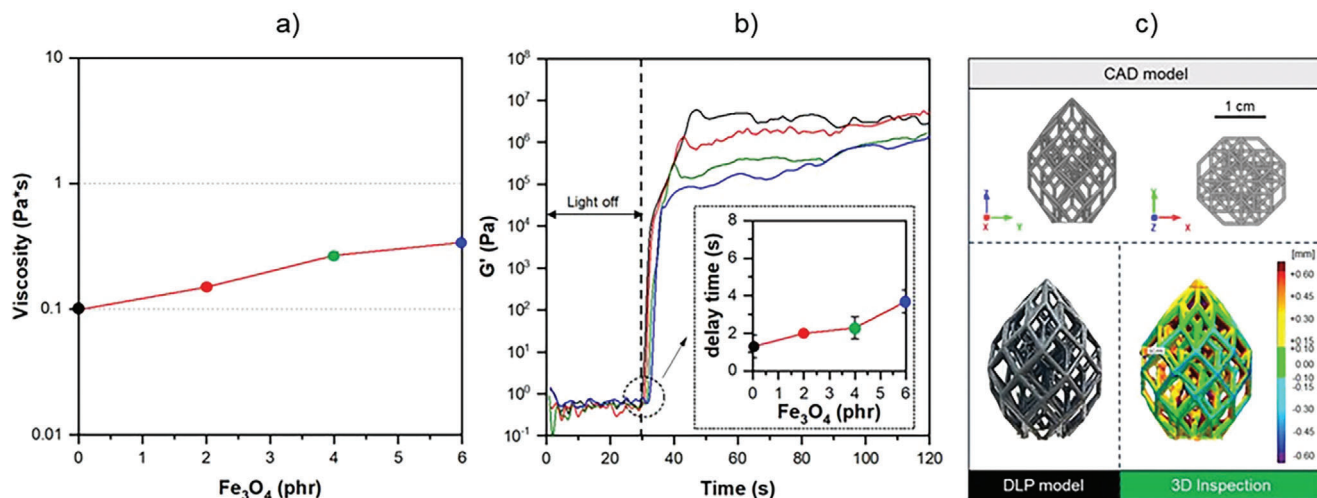 a)
b)
c)
10
1
0.1
0.01
Viscosity (Pa*s)
0 1 2 3 4 5 6
Fe₃O₄ (phr)
10⁸
10⁷
10⁶
10⁵
10⁴
10³
10²
10¹
10⁰
10⁻¹
G' (Pa)
Light off
0 20 40 60 80 100 120
Time (s)
8
6
4
2
0
delay time (s)
0 1 2 3 4 5 6
Fe₃O₄ (phr)
CAD model
1 cm
Z
X
Y
Y
Z
X
[mm]
+0.60
+0.45
+0.30
+0.15
+0.10
0.00
-0.10
-0.15
-0.30
-0.45
-0.60
DLP model
3D Inspection